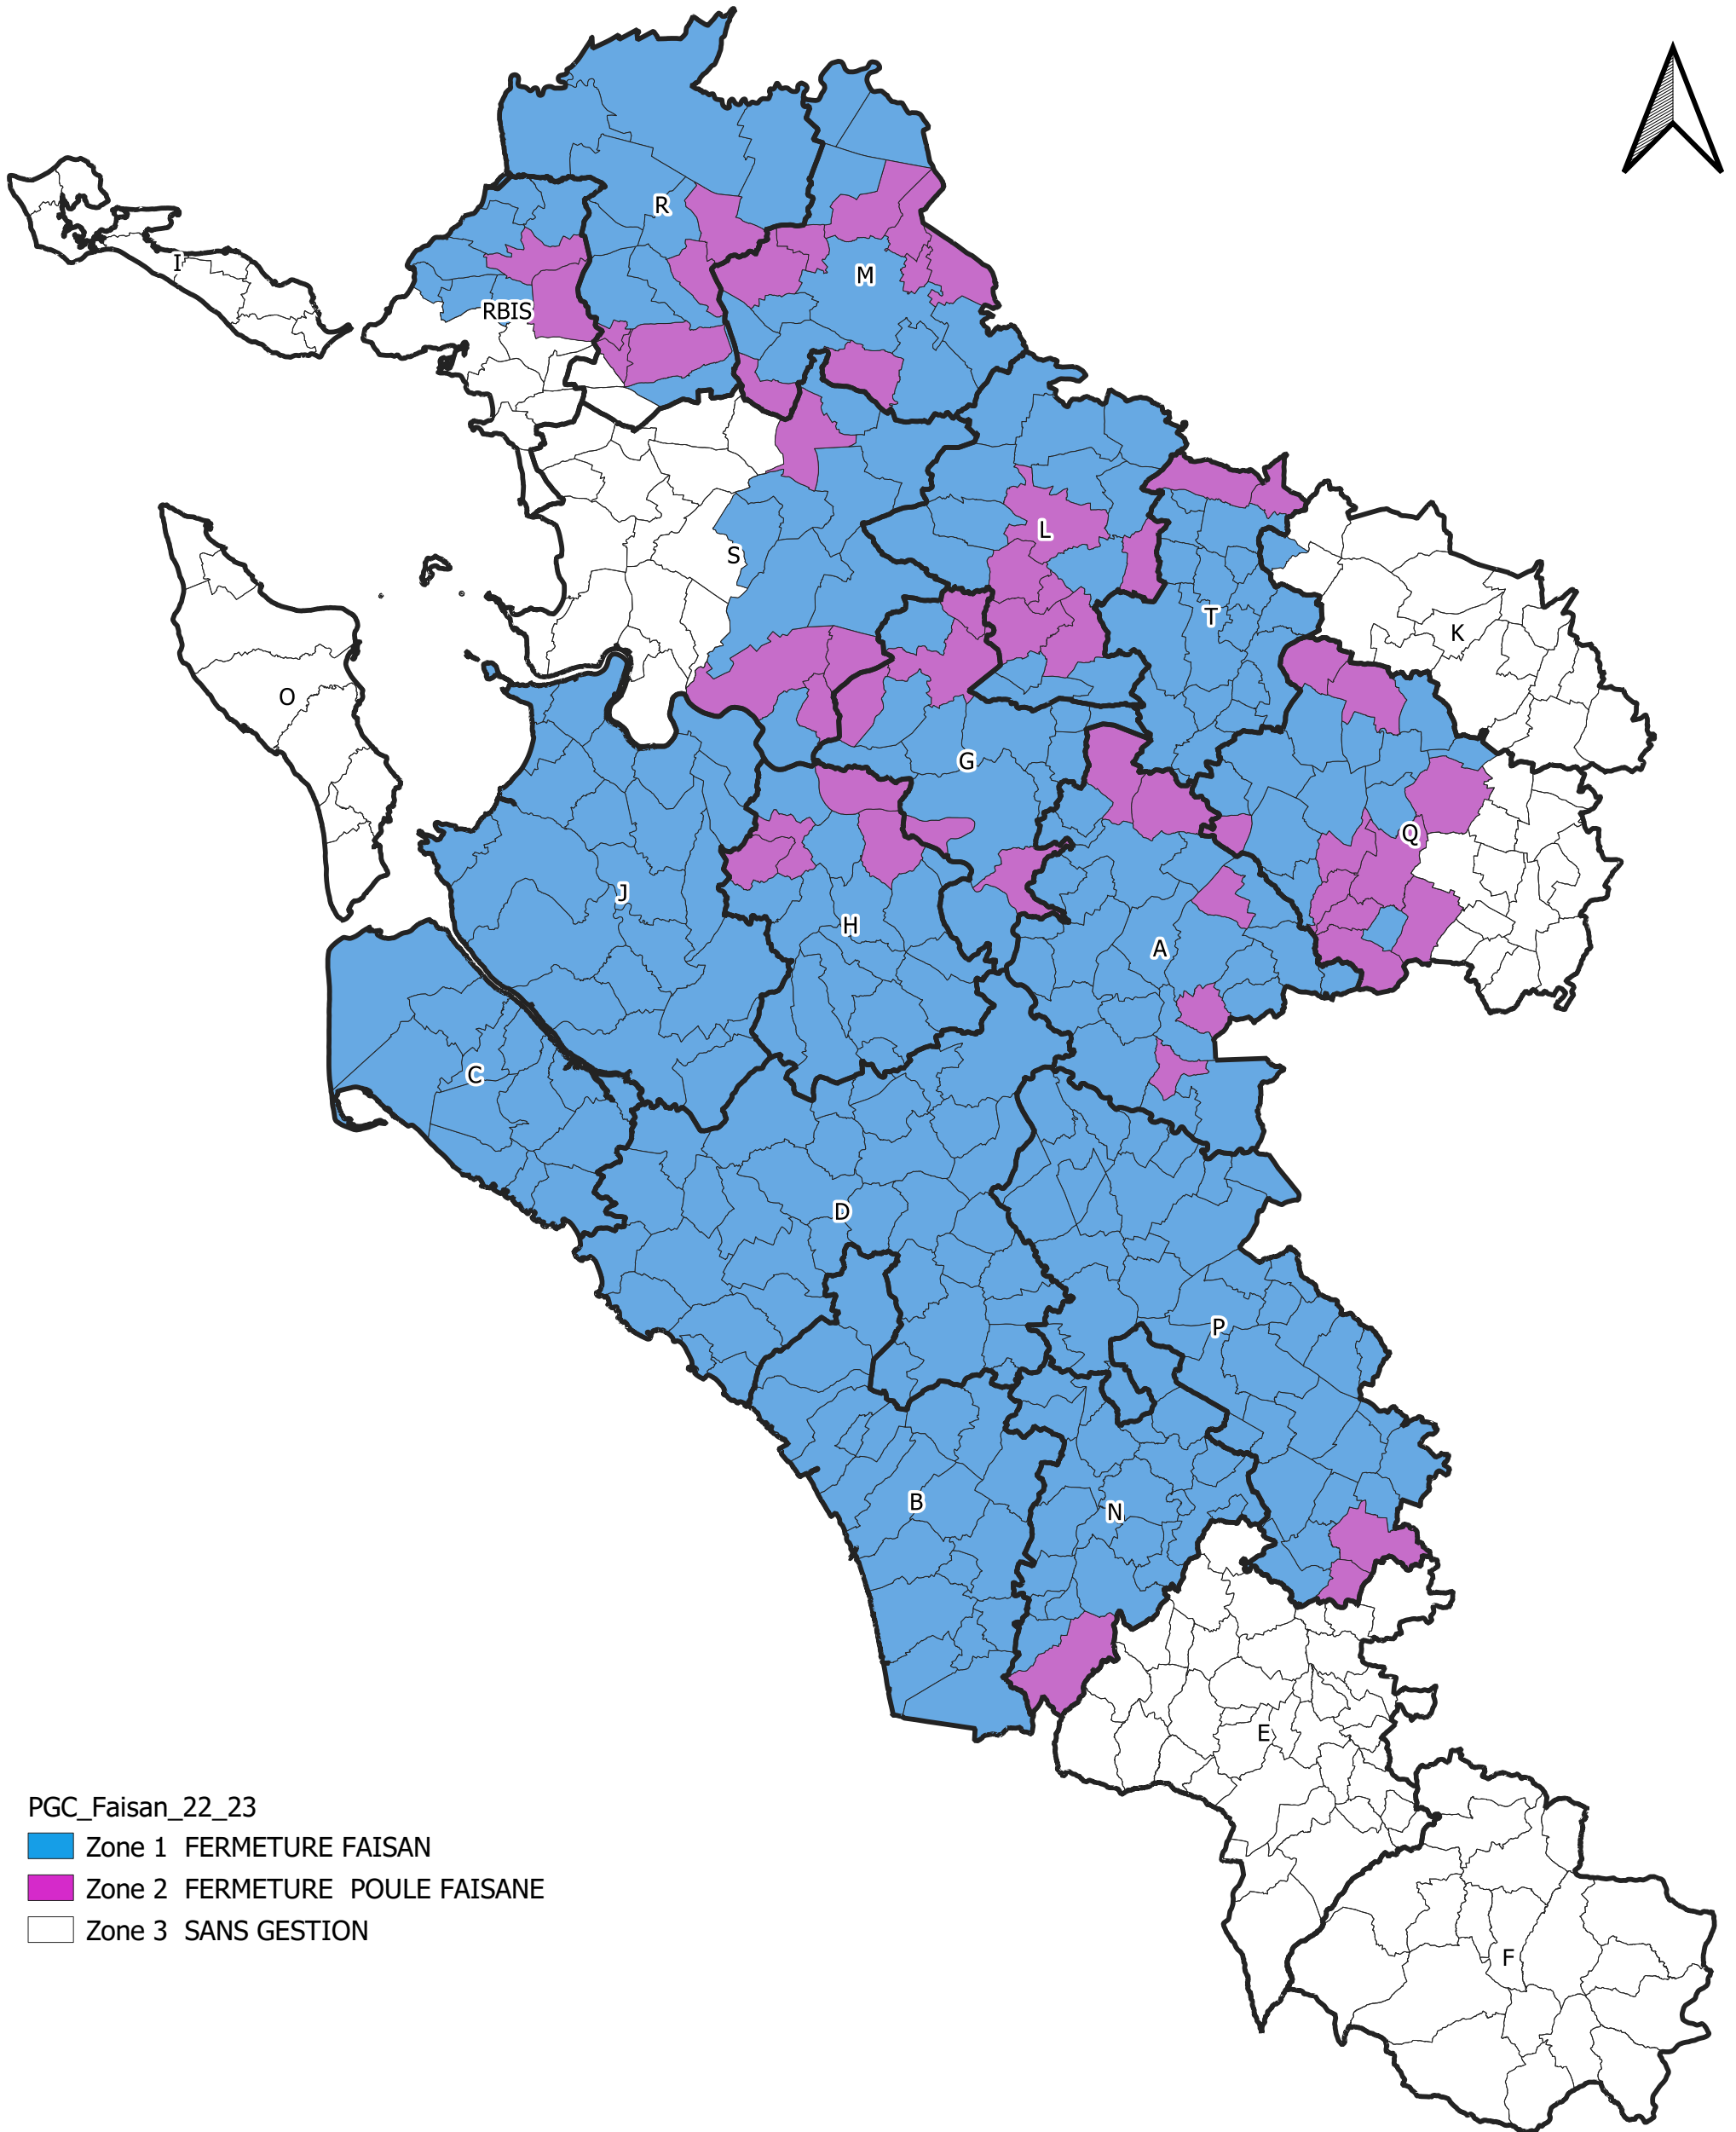 R
I
M
RBIS
L
S
T
K
O
G
Q
J
H
A
C
D
P
B
N
E
F
PGC_Faisan_22_23
Zone 1 FERMETURE FAISAN
Zone 2 FERMETURE POULE FAISANE
Zone 3 SANS GESTION